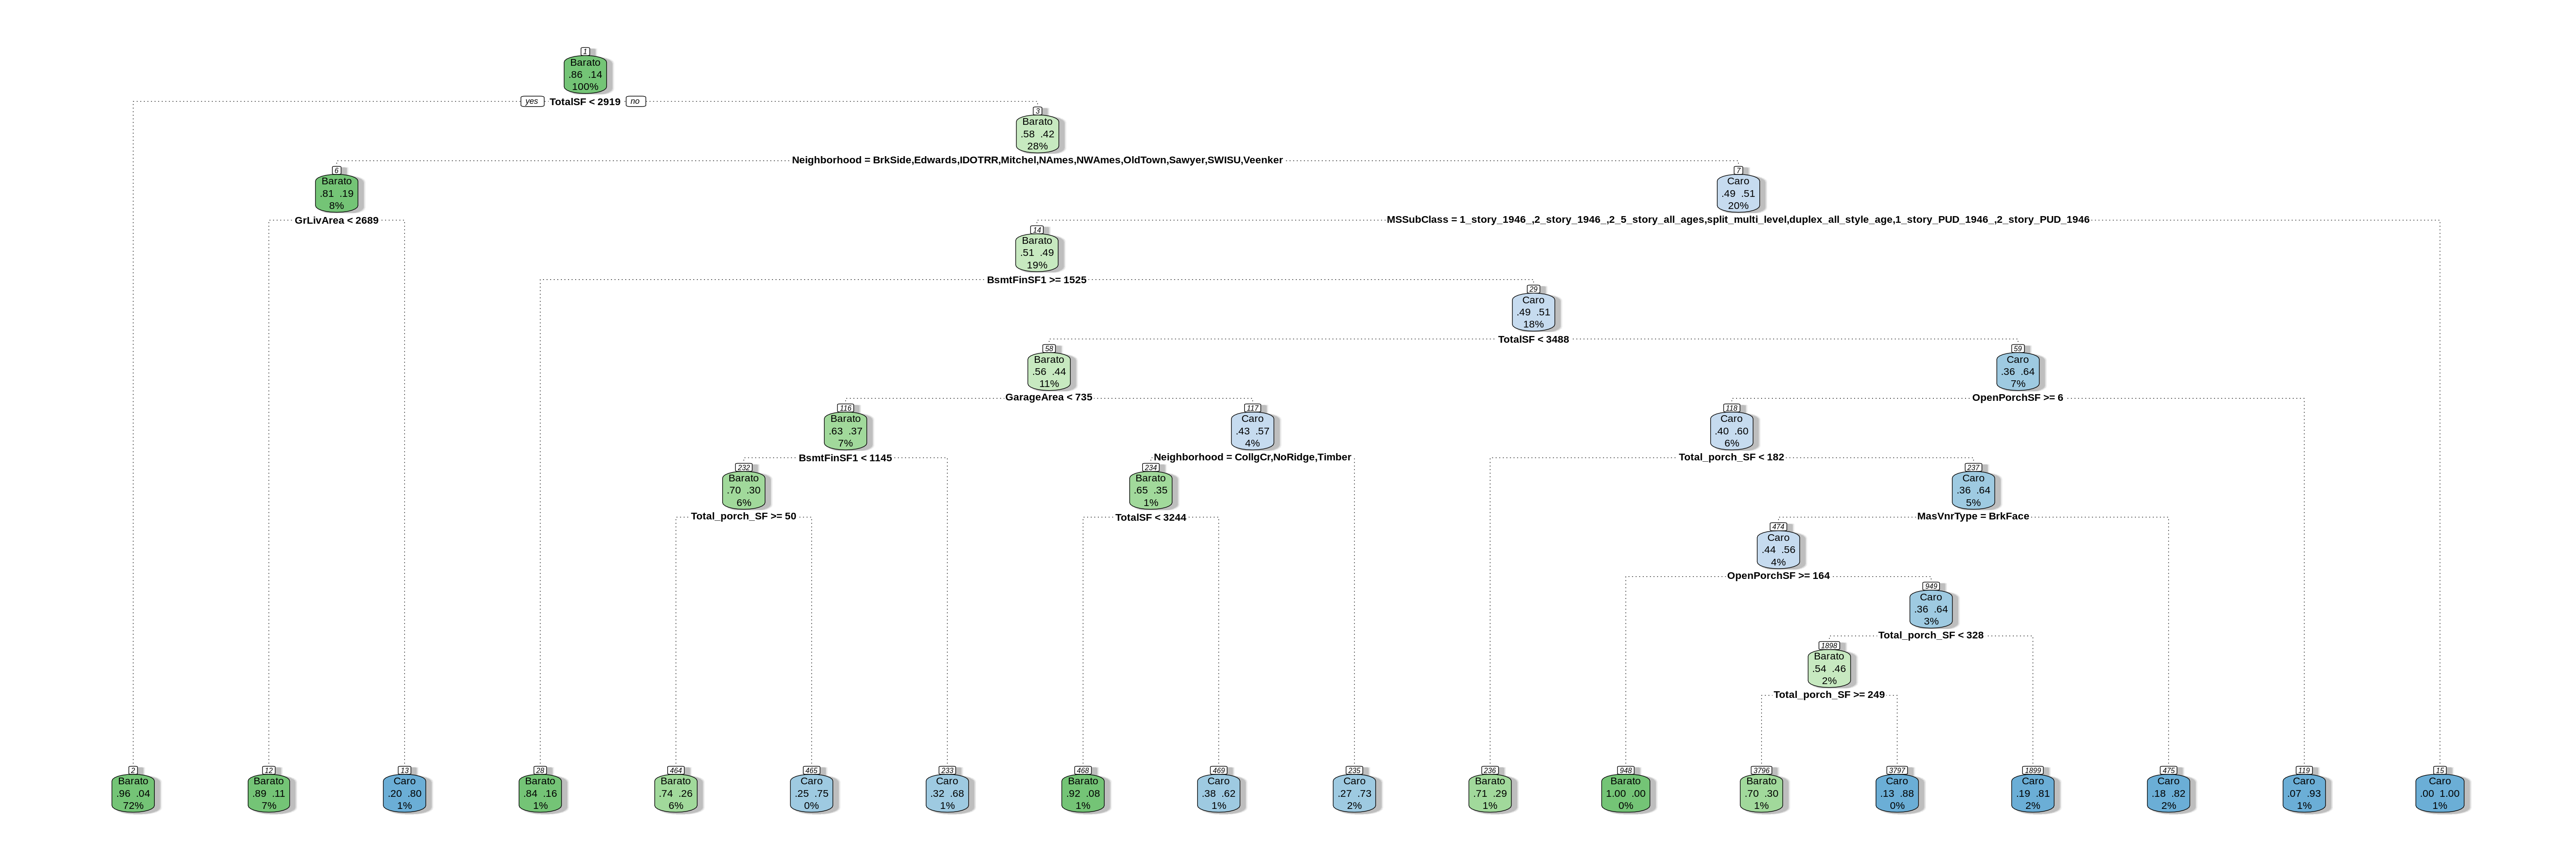 1
Barato
.86 .14
100%
yes TotalSF < 2919 no
3
Barato
.58 .42
28%
Neighborhood = BrkSide,Edwards,IDOTRR,Mitchel,NAmes,NWAmes,OldTown,Sawyer,SWISU,Veenker
6
Barato
.81 .19
8%
GrLivArea < 2689
7
Caro
.49 .51
20%
MSSubClass = 1_story_1946_,2_story_1946_,2_5_story_all_ages,split_multi_level,duplex_all_style_age,1_story_PUD_1946_,2_story_PUD_1946
14
Barato
.51 .49
19%
BsmtFinSF1 >= 1525
29
Caro
.49 .51
18%
TotalSF < 3488
58
Barato
.56 .44
11%
GarageArea < 735
59
Caro
.36 .64
7%
OpenPorchSF >= 6
116
Barato
.63 .37
7%
BsmtFinSF1 < 1145
117
Caro
.43 .57
4%
Neighborhood = CollgCr,NoRidge,Timber
118
Caro
.40 .60
6%
Total_porch_SF < 182
232
Barato
.70 .30
6%
Total_porch_SF >= 50
234
Barato
.65 .35
1%
TotalSF < 3244
237
Caro
.36 .64
5%
MasVnrType = BrkFace
474
Caro
.44 .56
4%
OpenPorchSF >= 164
949
Caro
.36 .64
3%
Total_porch_SF < 328
1898
Barato
.54 .46
2%
Total_porch_SF >= 249
2
Barato
.96 .04
72%
12
Barato
.89 .11
7%
13
Caro
.20 .80
1%
28
Barato
.84 .16
1%
464
Barato
.74 .26
6%
465
Caro
.25 .75
0%
233
Caro
.32 .68
1%
468
Barato
.92 .08
1%
469
Caro
.38 .62
1%
235
Caro
.27 .73
2%
236
Barato
.71 .29
1%
948
Barato
1.00 .00
0%
3796
Barato
.70 .30
1%
3797
Caro
.13 .88
0%
1899
Caro
.19 .81
2%
475
Caro
.18 .82
2%
119
Caro
.07 .93
1%
15
Caro
.00 1.00
1%